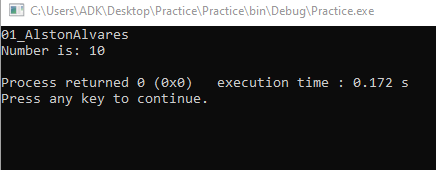 C:\Users\ADK\Desktop\Practice\Practice\bin\Debug\Practice.exe
01_AlstonAlvares
Number is: 10
Process returned 0 (0x0)   execution time : 0.172 s
Press any key to continue.